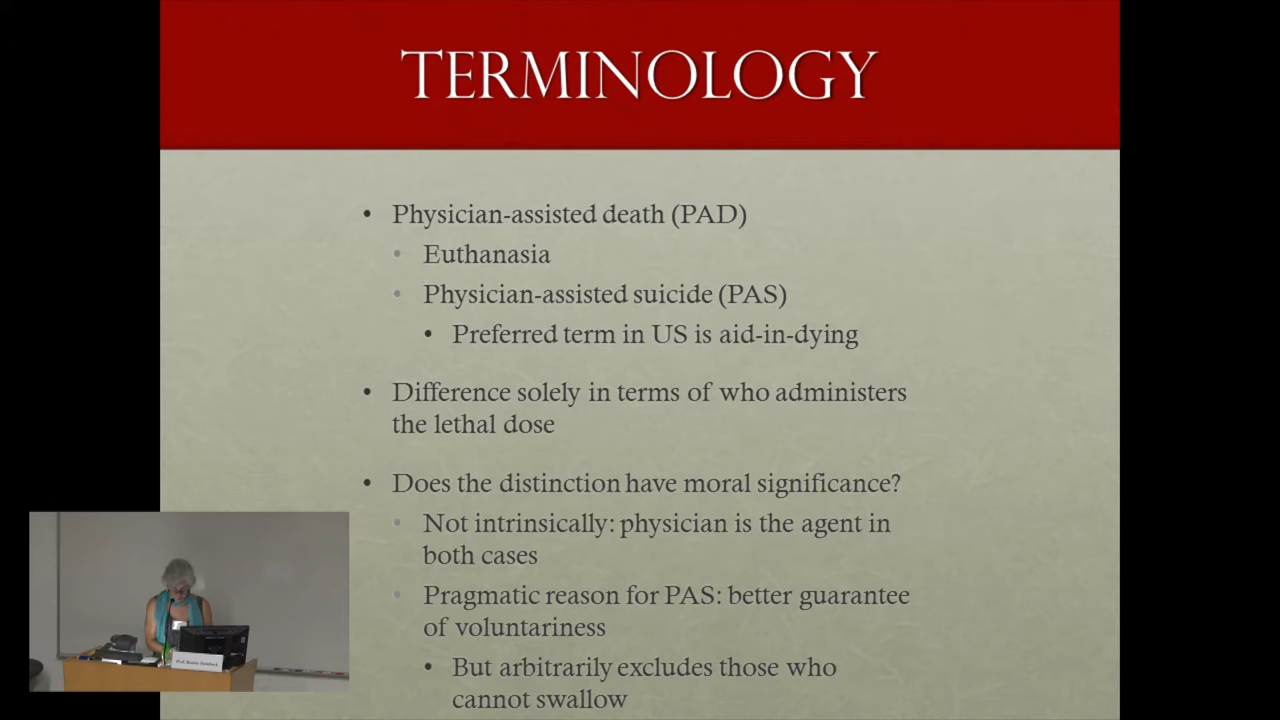 TERMINOLOGY
• Physician-assisted death (PAD)
• Euthanasia
• Physician-assisted suicide (PAS)
• Preferred term in US is aid-in-dying
• Difference solely in terms of who administers
the lethal dose
• Does the distinction have moral significance?
• Not intrinsically: physician is the agent in
both cases
• Pragmatic reason for PAS: better guarantee
of voluntariness
• But arbitrarily excludes those who
cannot swallow